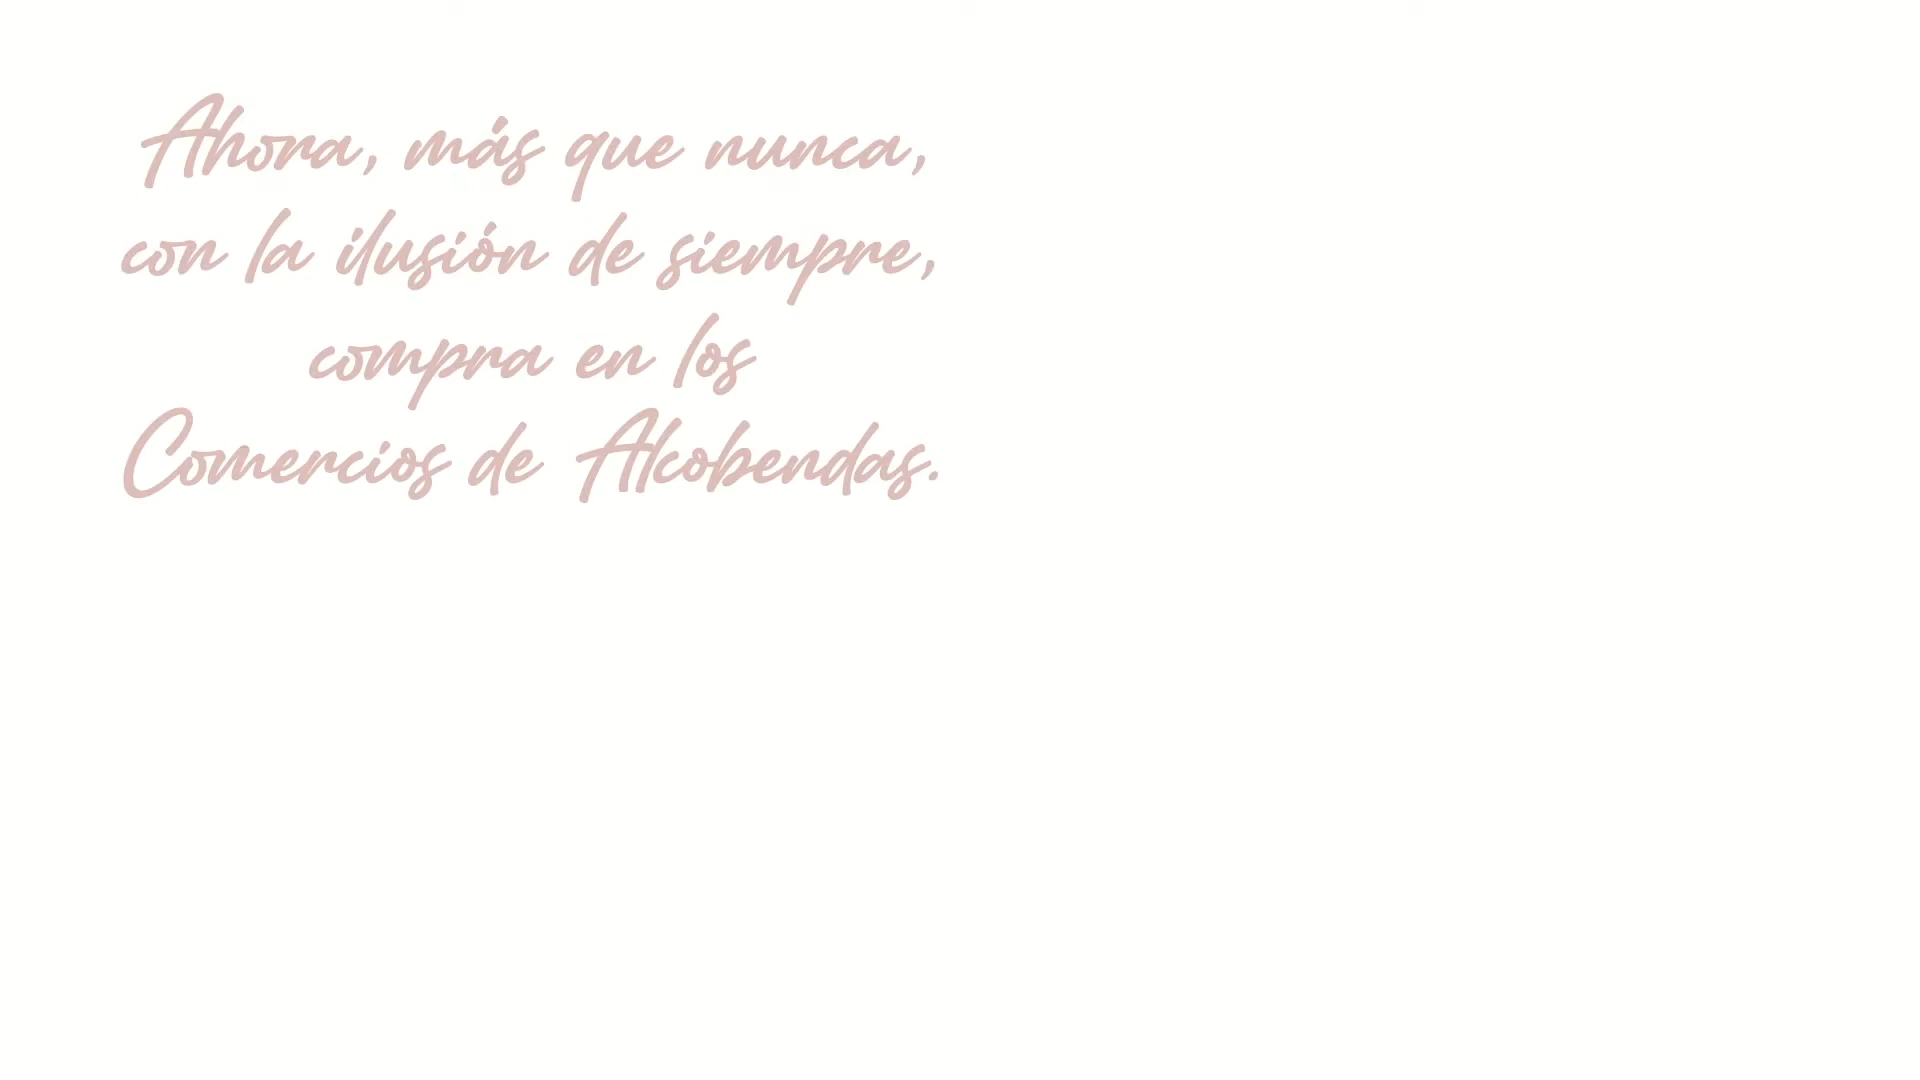 Ahora, más que nunca,
con la ilusión de siempre,
compra en los
Comercios de Alcobendas.